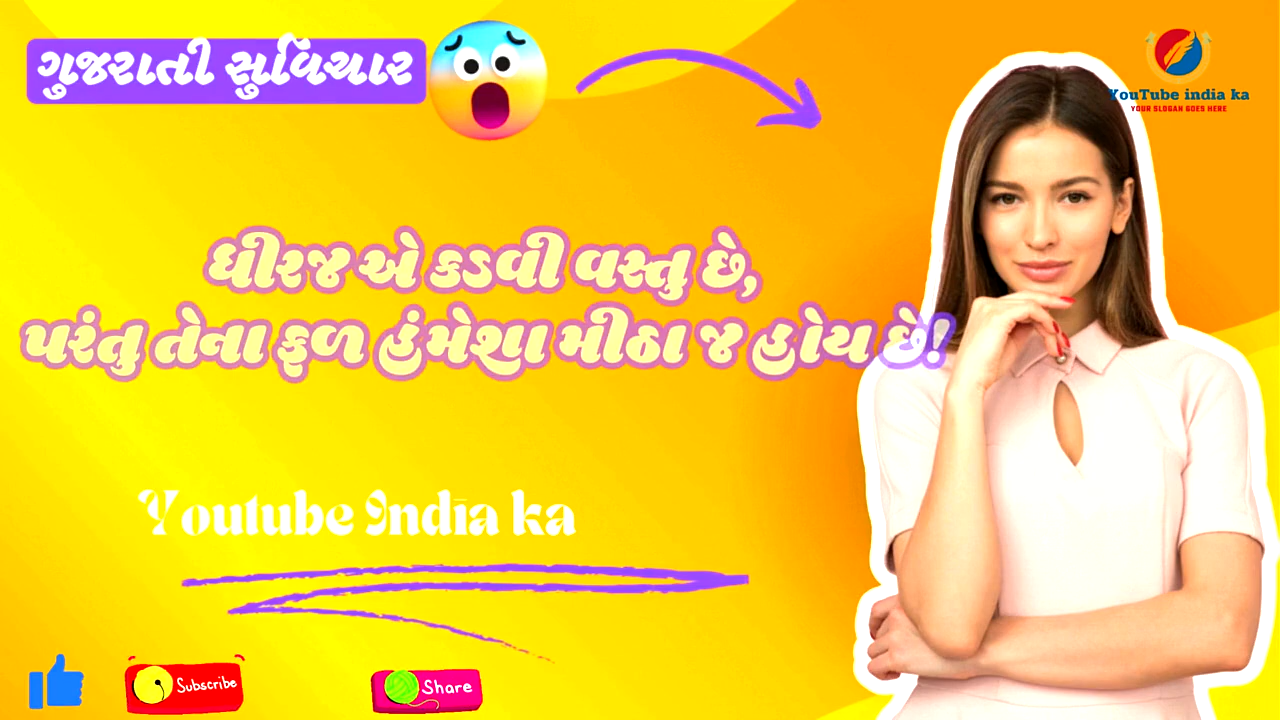 ગુજરાતી સુવિચાર
YouTube india ka
YOUR SLOGAN GOES HERE
ધીરજ એ કડવી વસ્તુ છે,
પરંતુ તેના ફળ હંમેશા મીઠા જ હોય છે!
Youtube India ka
Subscribe
Share